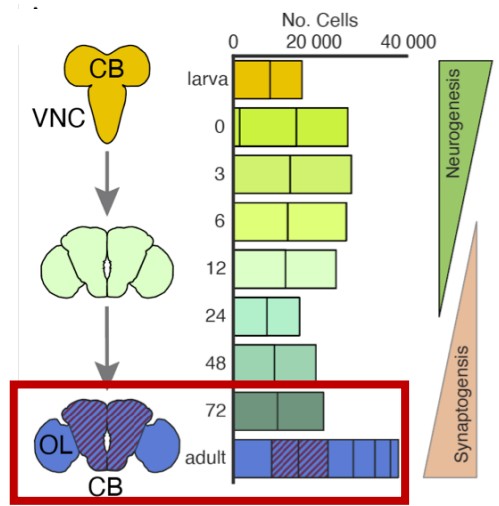 No. Cells
0 20 000 40 000
CB
VNC
larva
0
3
6
12
24
48
72
adult
OL
CB
Neurogenesis
Synaptogensis